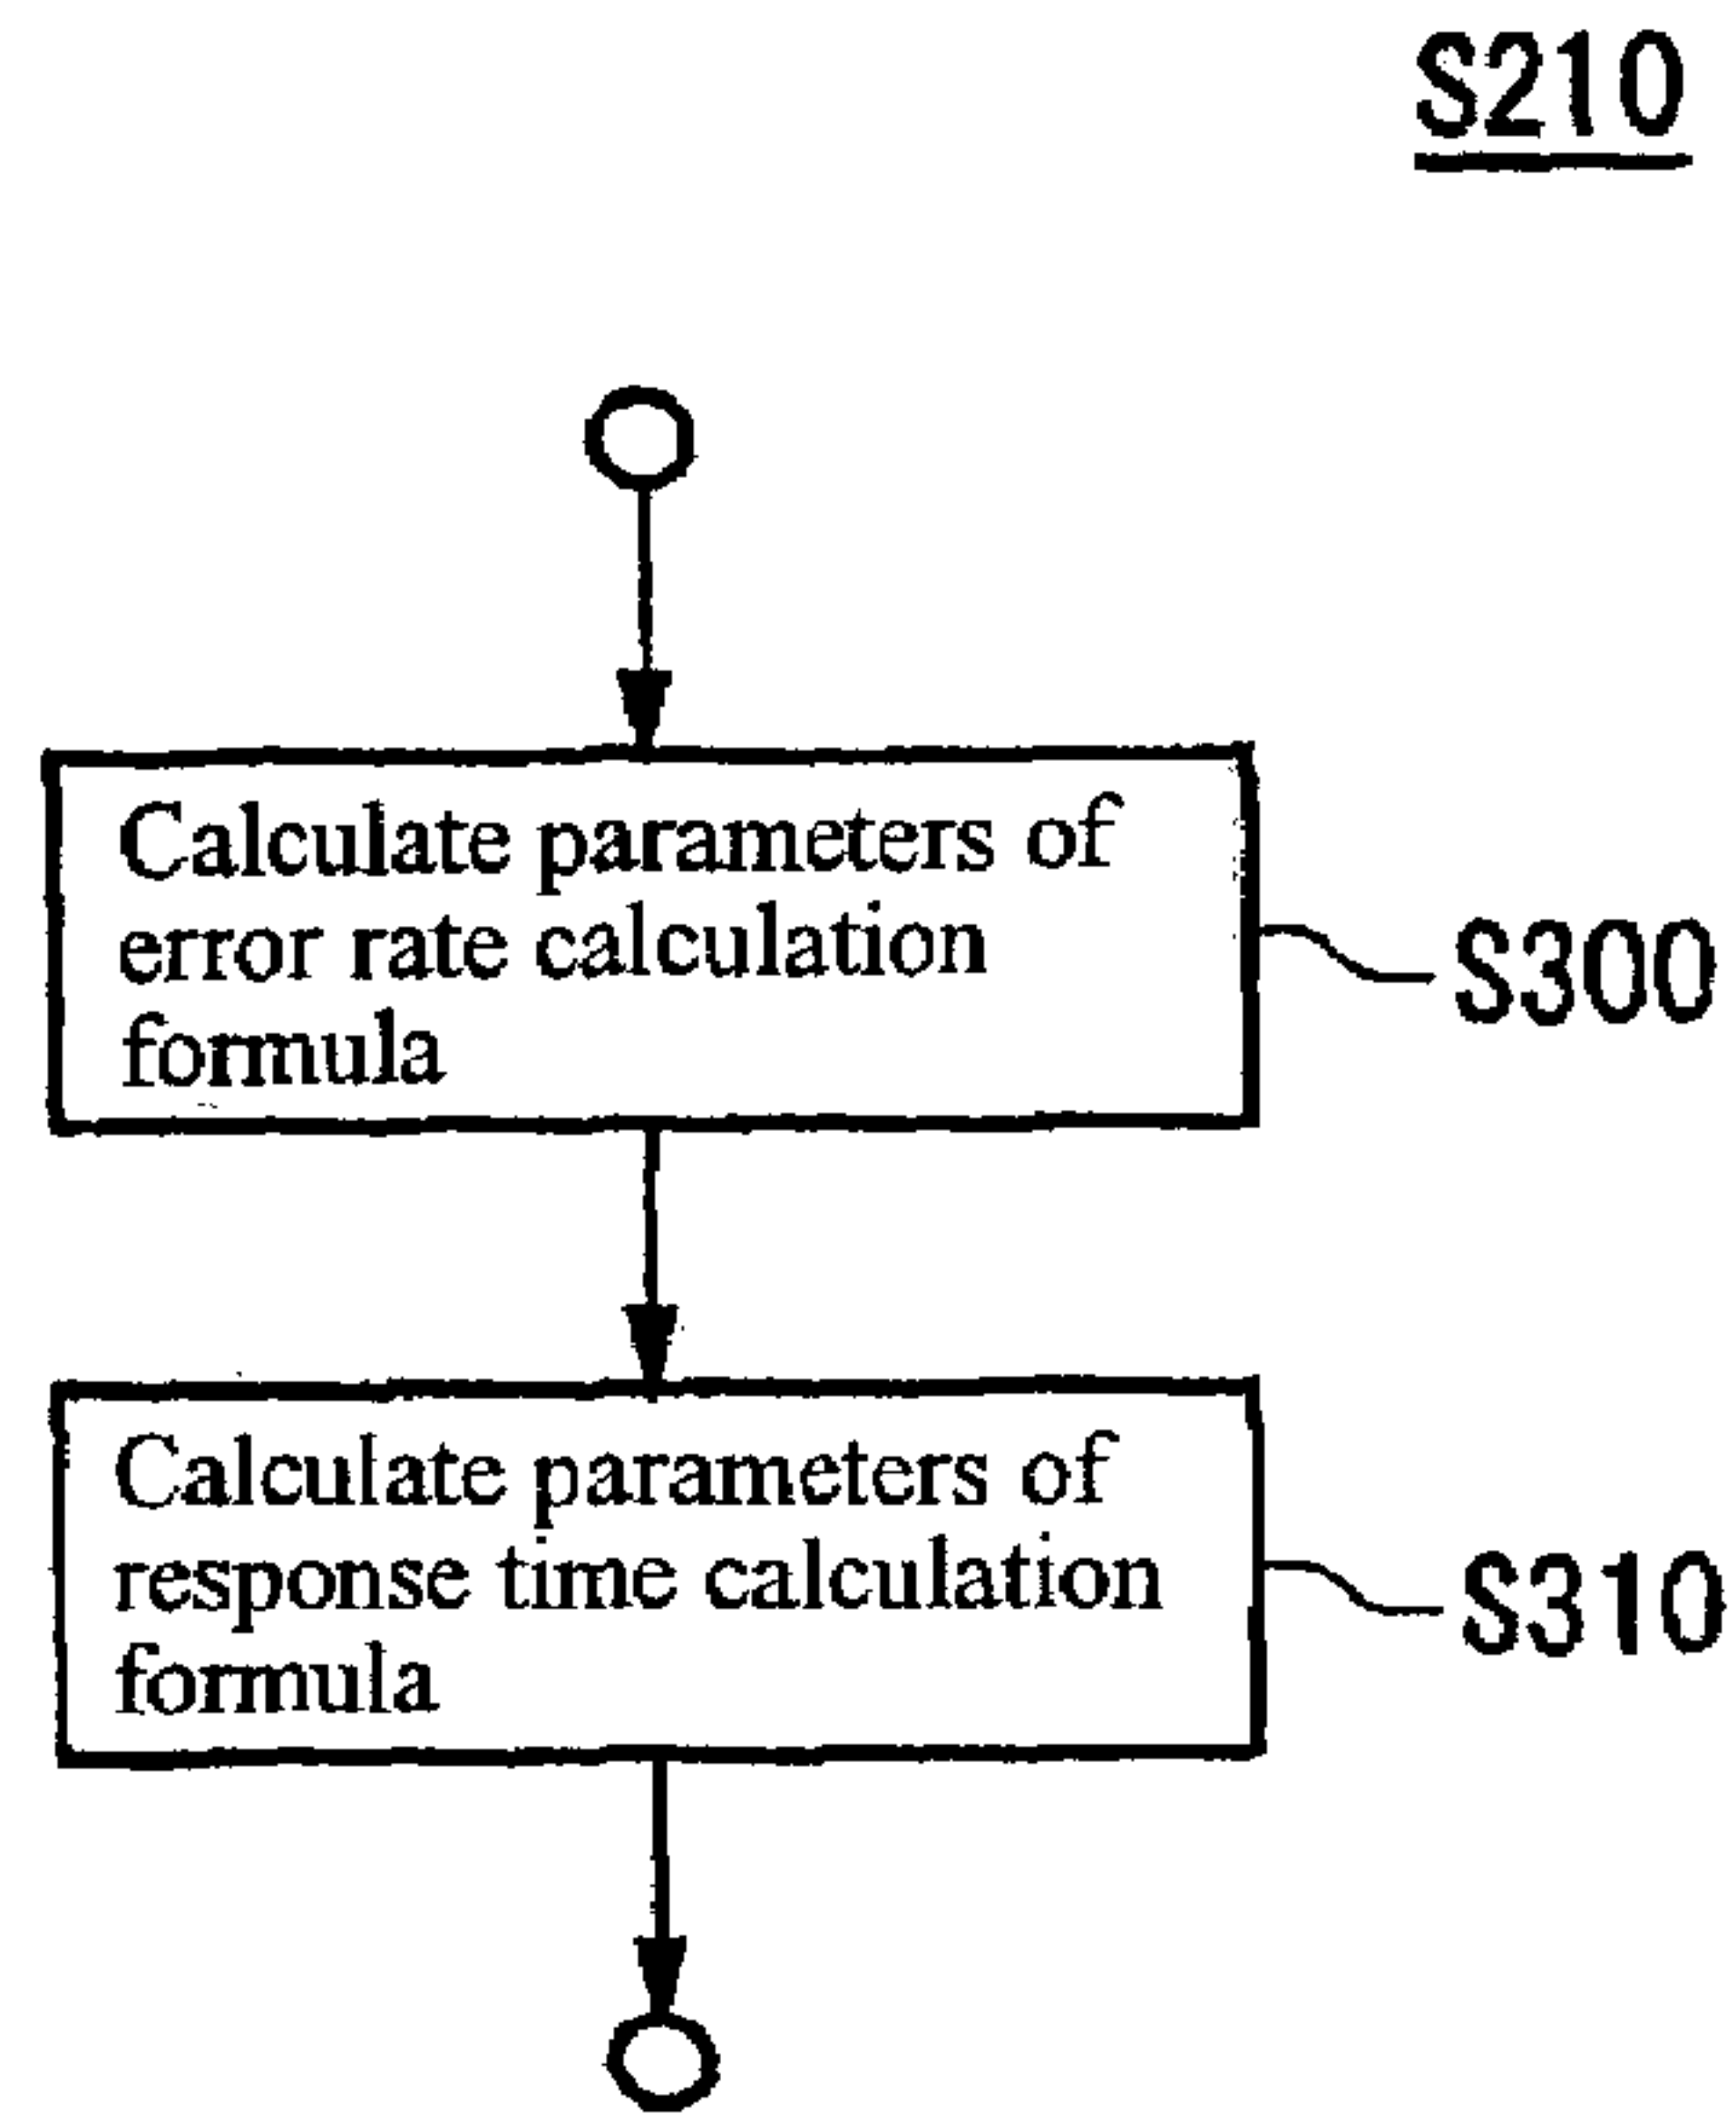 S210
Calculate parameters of
error rate calculation
formula
S300
Calculate parameters of
response time calculation
formula
S310